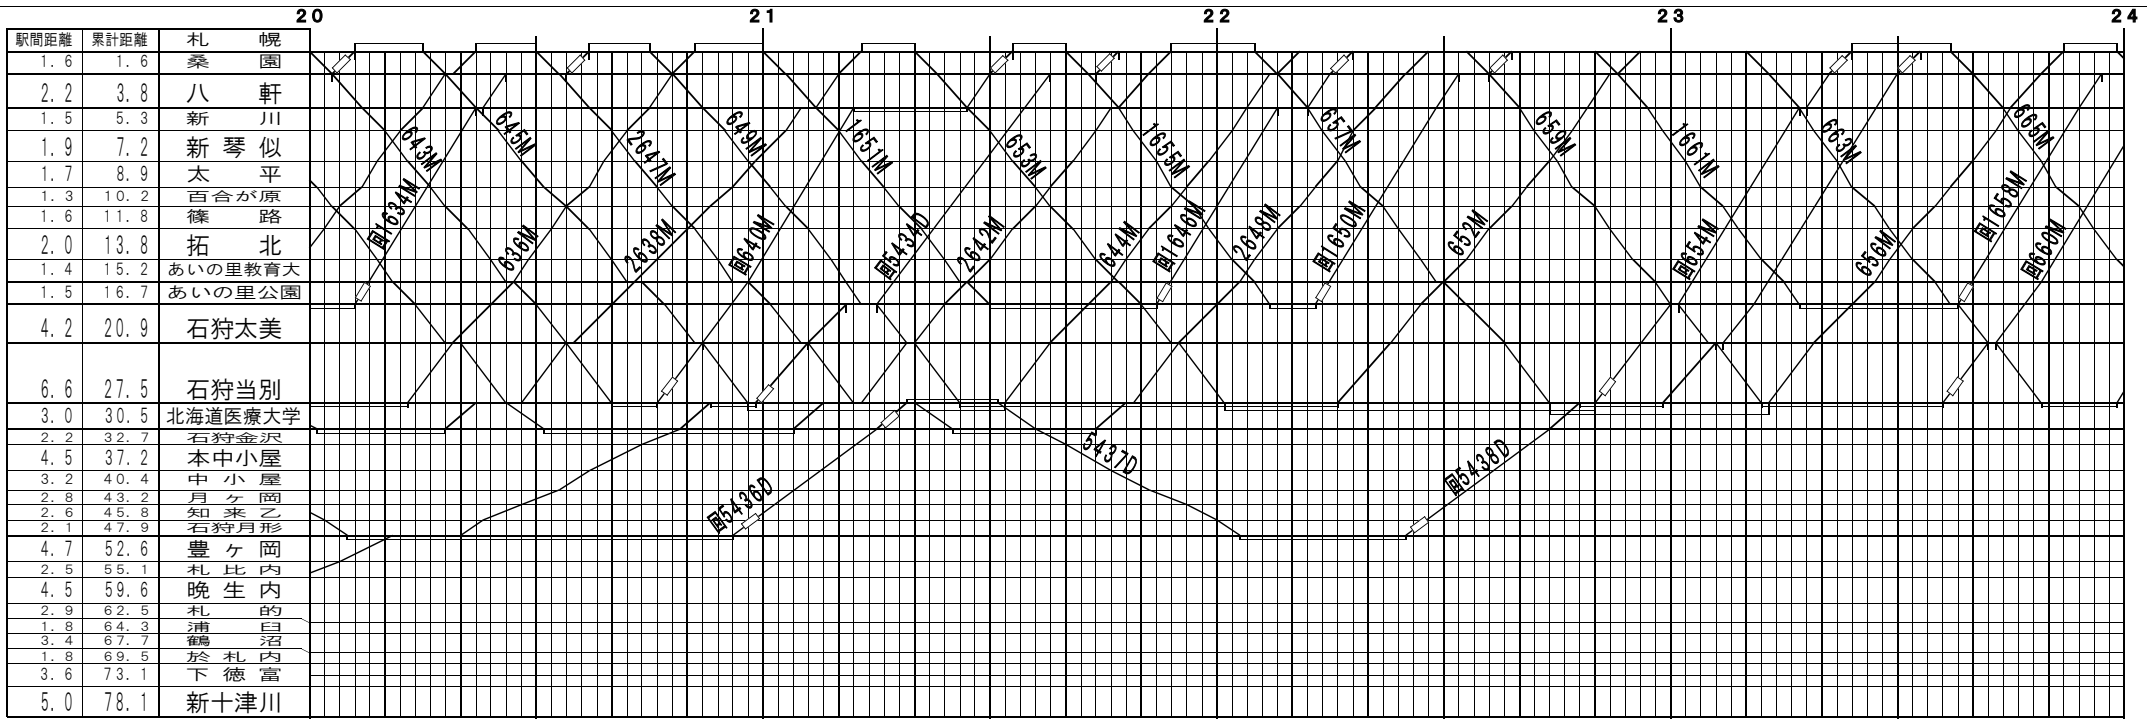 20 21 22 23 24
駅間距離 累計距離 札幌
1.6 1.6 桑園
2.2 3.8 八軒
1.5 5.3 新川
1.9 7.2 新琴似
1.7 8.9 太平
1.3 10.2 百合が原
1.6 11.8 篠路
2.0 13.8 拓北
1.4 15.2 あいの里教育大
1.5 16.7 あいの里公園
4.2 20.9 石狩太美
6.6 27.5 石狩当別
3.0 30.5 北海道医療大学
2.2 32.7 石狩金沢
4.5 37.2 本中小屋
3.2 40.4 中小屋
2.8 43.2 月ヶ岡
2.6 45.8 知来乙
2.1 47.9 石狩月形
4.7 52.6 豊ヶ岡
2.5 55.1 札比内
4.5 59.6 晩生内
2.9 62.5 札的
1.8 64.3 浦臼
3.4 67.7 鶴沼
1.8 69.5 於札内
3.6 73.1 下徳富
5.0 78.1 新十津川
643M
645M
2647M
649M
1651M
653M
1655M
657M
659M
1661M
663M
665M
回1634M
636M
2638M
回640M
回5434D
2642M
644M
回1646M
2648M
回1650M
652M
回654M
656M
回1658M
回660M
回5436D
5437D
回5438D